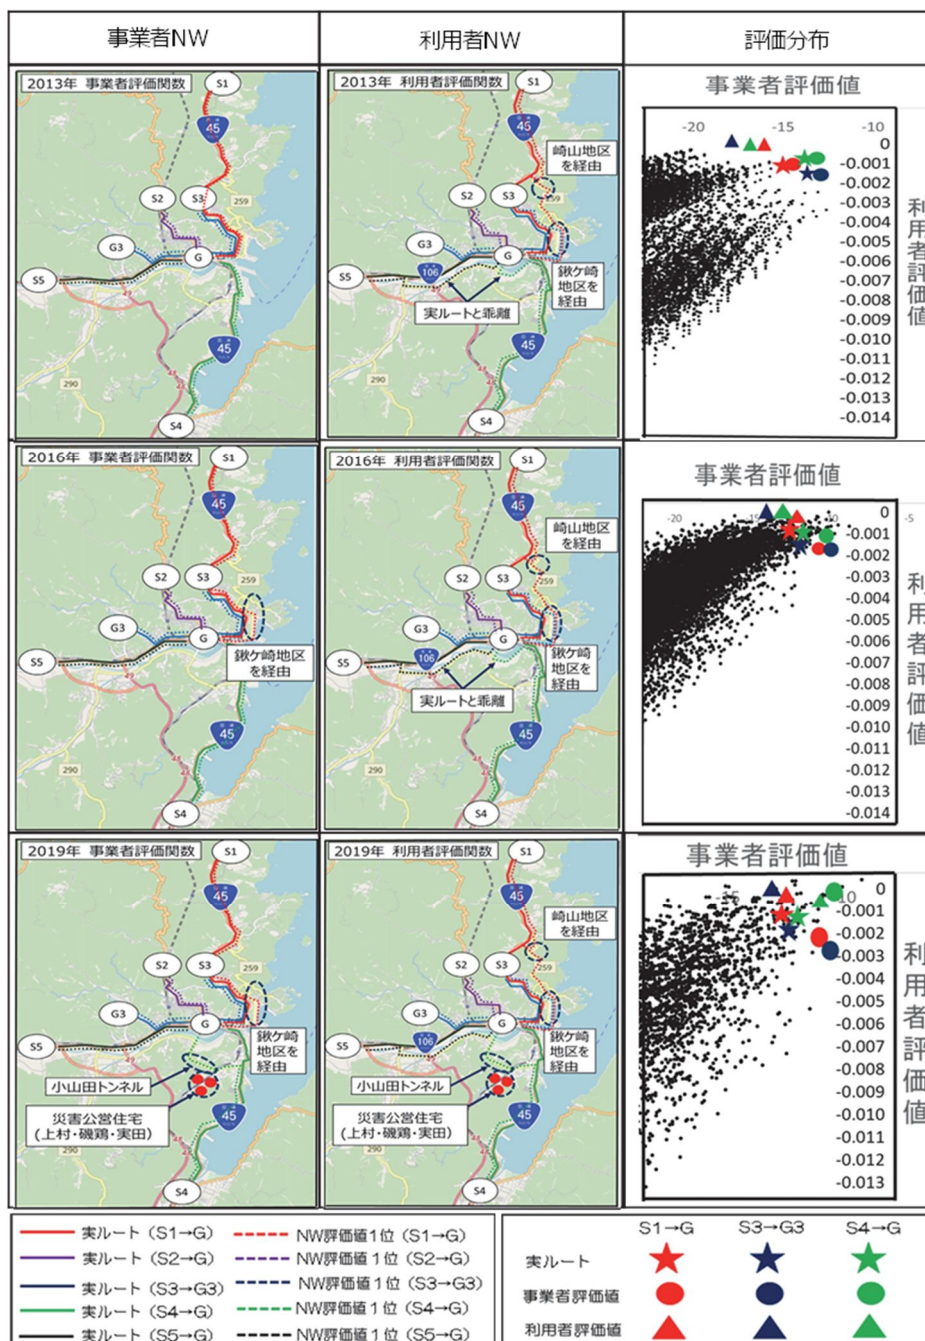 事業者NW
利用者NW
評価分布
2013年 事業者評価関数
S1
45
S2
S3
259
G3
G
S5
45
290
S4
2013年 利用者評価関数
S1
45
崎山地区
を経由
S2
S3
259
G3
G
S5
106
鍬ケ崎
地区を
経由
実ルートと乖離
45
290
S4
事業者評価値
-20
-15
-10
0
-0.001
-0.002
-0.003
-0.004
-0.005
-0.006
-0.007
-0.008
-0.009
-0.010
-0.011
-0.012
-0.013
-0.014
利用者評価値
2016年 事業者評価関数
S1
45
S2
S3
259
G3
G
S5
鍬ケ崎地区
を経由
45
290
S4
2016年 利用者評価関数
S1
45
崎山地区
を経由
S2
S3
259
G3
G
S5
106
鍬ケ崎
地区を
経由
実ルートと乖離
45
290
S4
事業者評価値
-20
-10
-5
0
-0.001
-0.002
-0.003
-0.004
-0.005
-0.006
-0.007
-0.008
-0.009
-0.010
-0.011
-0.012
-0.013
-0.014
利用者評価値
2019年 事業者評価関数
S1
45
S2
S3
259
G3
G
S5
鍬ケ崎
地区を
経由
小山田トンネル
災害公営住宅
(上村・磯鶏・実田)
45
S4
2019年 利用者評価関数
S1
45
崎山地区
を経由
S2
S3
259
G3
G
S5
106
鍬ケ崎
地区を
経由
小山田トンネル
災害公営住宅
(上村・磯鶏・実田)
45
S4
事業者評価値
-15
-10
0
-0.001
-0.002
-0.003
-0.004
-0.005
-0.006
-0.007
-0.008
-0.009
-0.010
-0.011
-0.012
-0.013
利用者評価値
実ルート（S1→G）
NW評価値1位（S1→G）
実ルート（S2→G）
NW評価値1位（S2→G）
実ルート（S3→G3）
NW評価値1位（S3→G3）
実ルート（S4→G）
NW評価値1位（S4→G）
実ルート（S5→G）
NW評価値1位（S5→G）
S1→G
S3→G3
S4→G
実ルート
事業者評価値
利用者評価値